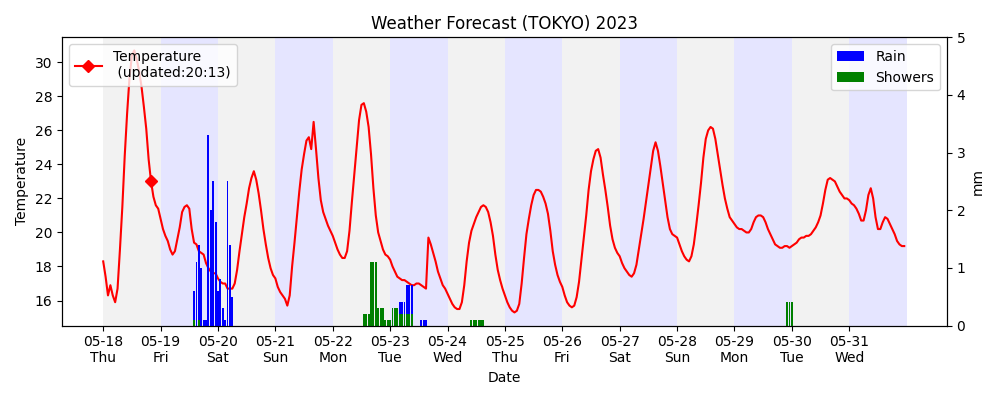 Weather Forecast (TOKYO) 2023
Temperature
(updated:20:13)
Rain
Showers
30
28
26
24
22
20
18
16
Temperature
5
4
3
2
1
0
mm
05-18 05-19 05-20 05-21 05-22 05-23 05-24 05-25 05-26 05-27 05-28 05-29 05-30 05-31
Thu Fri Sat Sun Mon Tue Wed Thu Fri Sat Sun Mon Tue Wed
Date